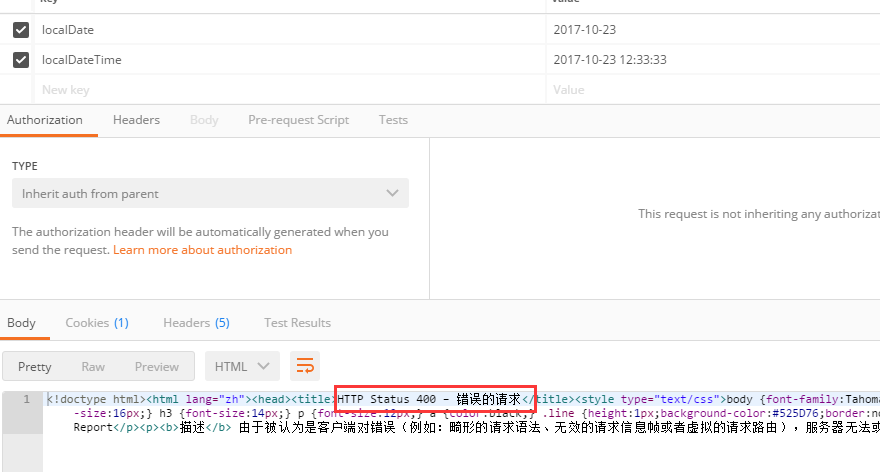 localDate 2017-10-23
localDateTime 2017-10-23 12:33:33
New key Value
Authorization Headers Body Pre-request Script Tests
TYPE
Inherit auth from parent
This request is not inheriting any authoriza
The authorization header will be automatically generated when you
send the request. Learn more about authorization
Body Cookies (1) Headers (5) Test Results
Pretty Raw Preview HTML
1 <!doctype html><html lang="zh"><head><title>HTTP Status 400 – 错误的请求</title><style type="text/css">body {font-family:Tahoma
-size:16px;} h3 {font-size:14px;} p {font-size:12px;} a {color:black;} .line {height:1px;background-color:#525D76;border:no
Report</p><p><b>描述</b> 由于被认为是客户端对错误（例如：畸形的请求语法、无效的请求信息帧或者虚拟的请求路由），服务器无法或